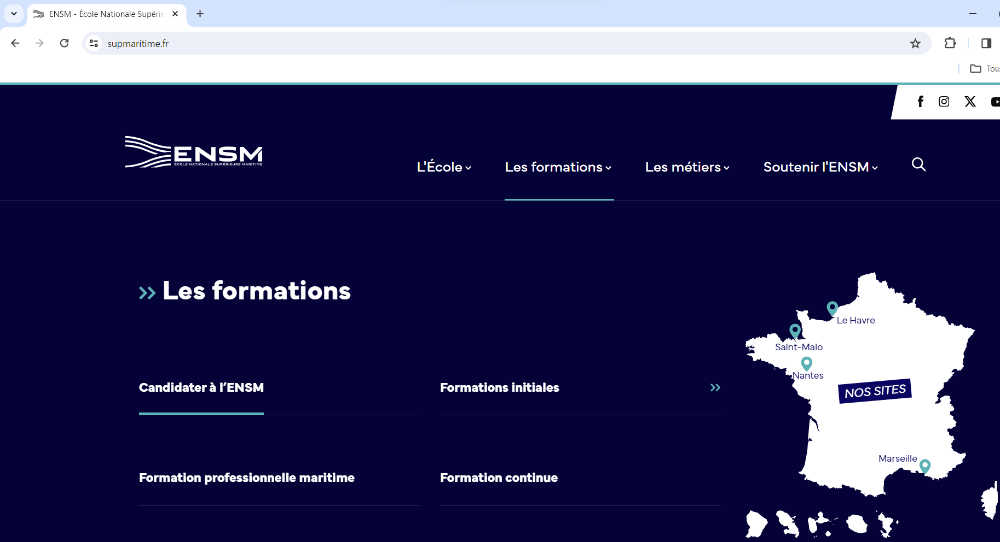 ENSM - École Nationale Supérie
supmaritime.fr
Tous
ENSM
ÉCOLE NATIONALE SUPÉRIEURE MARITIME
L'École
Les formations
Les métiers
Soutenir l'ENSM
Les formations
Candidater à l’ENSM
Formations initiales
Formation professionnelle maritime
Formation continue
Le Havre
Saint-Malo
Nantes
NOS SITES
Marseille